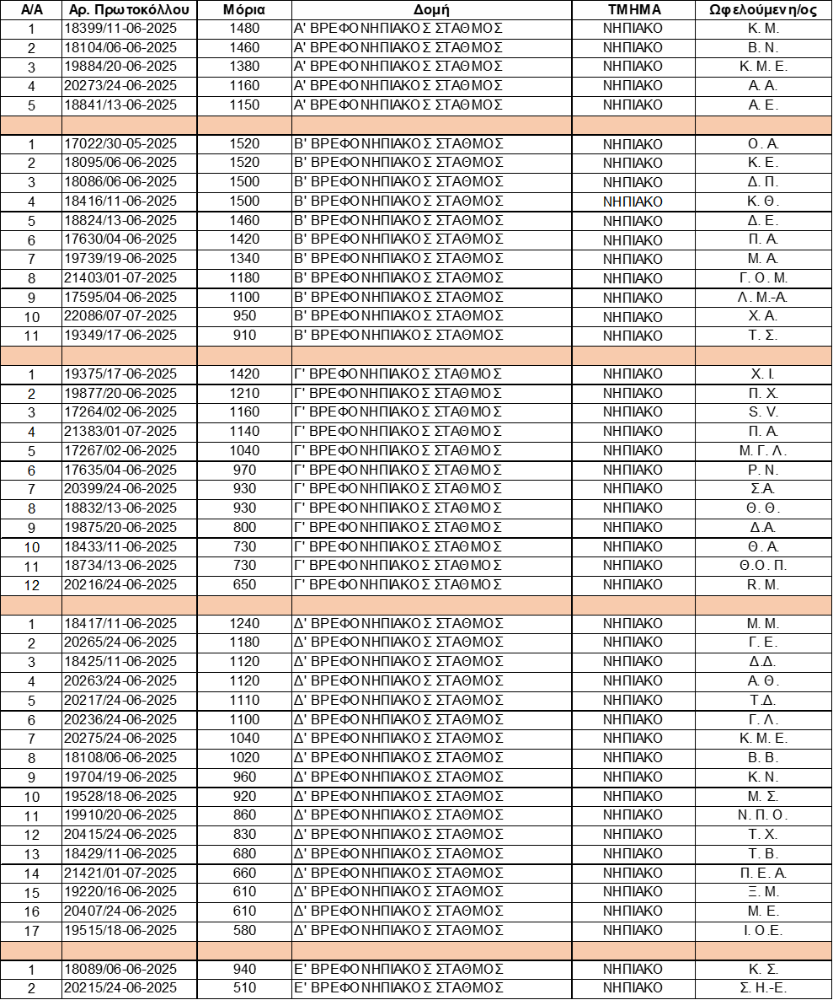 Α/Α Αρ. Πρωτοκόλλου Μόρια Δομή ΤΜΗΜΑ Ωφελούμενη/ος
1 18399/11-06-2025 1480 Α' ΒΡΕΦΟΝΗΠΙΑΚΟΣ ΣΤΑΘΜΟΣ ΝΗΠΙΑΚΟ Κ. Μ.
2 18104/06-06-2025 1460 Α' ΒΡΕΦΟΝΗΠΙΑΚΟΣ ΣΤΑΘΜΟΣ ΝΗΠΙΑΚΟ Β. Ν.
3 19884/20-06-2025 1380 Α' ΒΡΕΦΟΝΗΠΙΑΚΟΣ ΣΤΑΘΜΟΣ ΝΗΠΙΑΚΟ Κ. Μ. Ε.
4 20273/24-06-2025 1160 Α' ΒΡΕΦΟΝΗΠΙΑΚΟΣ ΣΤΑΘΜΟΣ ΝΗΠΙΑΚΟ Α. Α.
5 18841/13-06-2025 1150 Α' ΒΡΕΦΟΝΗΠΙΑΚΟΣ ΣΤΑΘΜΟΣ ΝΗΠΙΑΚΟ Α. Ε.
1 17022/30-05-2025 1520 Β' ΒΡΕΦΟΝΗΠΙΑΚΟΣ ΣΤΑΘΜΟΣ ΝΗΠΙΑΚΟ Ο. Α.
2 18095/06-06-2025 1520 Β' ΒΡΕΦΟΝΗΠΙΑΚΟΣ ΣΤΑΘΜΟΣ ΝΗΠΙΑΚΟ Κ. Ε.
3 18086/06-06-2025 1500 Β' ΒΡΕΦΟΝΗΠΙΑΚΟΣ ΣΤΑΘΜΟΣ ΝΗΠΙΑΚΟ Δ. Π.
4 18416/11-06-2025 1500 Β' ΒΡΕΦΟΝΗΠΙΑΚΟΣ ΣΤΑΘΜΟΣ ΝΗΠΙΑΚΟ Κ. Θ.
5 18824/13-06-2025 1460 Β' ΒΡΕΦΟΝΗΠΙΑΚΟΣ ΣΤΑΘΜΟΣ ΝΗΠΙΑΚΟ Δ. Ε.
6 17630/04-06-2025 1420 Β' ΒΡΕΦΟΝΗΠΙΑΚΟΣ ΣΤΑΘΜΟΣ ΝΗΠΙΑΚΟ Π. Α.
7 19739/19-06-2025 1340 Β' ΒΡΕΦΟΝΗΠΙΑΚΟΣ ΣΤΑΘΜΟΣ ΝΗΠΙΑΚΟ Μ. Α.
8 21403/01-07-2025 1180 Β' ΒΡΕΦΟΝΗΠΙΑΚΟΣ ΣΤΑΘΜΟΣ ΝΗΠΙΑΚΟ Γ. Ο. Μ.
9 17595/04-06-2025 1100 Β' ΒΡΕΦΟΝΗΠΙΑΚΟΣ ΣΤΑΘΜΟΣ ΝΗΠΙΑΚΟ Λ. Μ.-Α.
10 22086/07-07-2025 950 Β' ΒΡΕΦΟΝΗΠΙΑΚΟΣ ΣΤΑΘΜΟΣ ΝΗΠΙΑΚΟ Χ. Α.
11 19349/17-06-2025 910 Β' ΒΡΕΦΟΝΗΠΙΑΚΟΣ ΣΤΑΘΜΟΣ ΝΗΠΙΑΚΟ Τ. Σ.
1 19375/17-06-2025 1420 Γ' ΒΡΕΦΟΝΗΠΙΑΚΟΣ ΣΤΑΘΜΟΣ ΝΗΠΙΑΚΟ Χ. Ι.
2 19877/20-06-2025 1210 Γ' ΒΡΕΦΟΝΗΠΙΑΚΟΣ ΣΤΑΘΜΟΣ ΝΗΠΙΑΚΟ Π. Χ.
3 17264/02-06-2025 1160 Γ' ΒΡΕΦΟΝΗΠΙΑΚΟΣ ΣΤΑΘΜΟΣ ΝΗΠΙΑΚΟ S. V.
4 21383/01-07-2025 1140 Γ' ΒΡΕΦΟΝΗΠΙΑΚΟΣ ΣΤΑΘΜΟΣ ΝΗΠΙΑΚΟ Π. Α.
5 17267/02-06-2025 1040 Γ' ΒΡΕΦΟΝΗΠΙΑΚΟΣ ΣΤΑΘΜΟΣ ΝΗΠΙΑΚΟ Μ. Γ. Λ.
6 17635/04-06-2025 970 Γ' ΒΡΕΦΟΝΗΠΙΑΚΟΣ ΣΤΑΘΜΟΣ ΝΗΠΙΑΚΟ Ρ. Ν.
7 20399/24-06-2025 930 Γ' ΒΡΕΦΟΝΗΠΙΑΚΟΣ ΣΤΑΘΜΟΣ ΝΗΠΙΑΚΟ Σ.Α.
8 18832/13-06-2025 930 Γ' ΒΡΕΦΟΝΗΠΙΑΚΟΣ ΣΤΑΘΜΟΣ ΝΗΠΙΑΚΟ Θ. Θ.
9 19875/20-06-2025 800 Γ' ΒΡΕΦΟΝΗΠΙΑΚΟΣ ΣΤΑΘΜΟΣ ΝΗΠΙΑΚΟ Δ.Α.
10 18433/11-06-2025 730 Γ' ΒΡΕΦΟΝΗΠΙΑΚΟΣ ΣΤΑΘΜΟΣ ΝΗΠΙΑΚΟ Θ. Α.
11 18734/13-06-2025 730 Γ' ΒΡΕΦΟΝΗΠΙΑΚΟΣ ΣΤΑΘΜΟΣ ΝΗΠΙΑΚΟ Θ.Ο. Π.
12 20216/24-06-2025 650 Γ' ΒΡΕΦΟΝΗΠΙΑΚΟΣ ΣΤΑΘΜΟΣ ΝΗΠΙΑΚΟ R. M.
1 18417/11-06-2025 1240 Δ' ΒΡΕΦΟΝΗΠΙΑΚΟΣ ΣΤΑΘΜΟΣ ΝΗΠΙΑΚΟ Μ. Μ.
2 20265/24-06-2025 1180 Δ' ΒΡΕΦΟΝΗΠΙΑΚΟΣ ΣΤΑΘΜΟΣ ΝΗΠΙΑΚΟ Γ. Ε.
3 18425/11-06-2025 1120 Δ' ΒΡΕΦΟΝΗΠΙΑΚΟΣ ΣΤΑΘΜΟΣ ΝΗΠΙΑΚΟ Δ.Δ.
4 20263/24-06-2025 1120 Δ' ΒΡΕΦΟΝΗΠΙΑΚΟΣ ΣΤΑΘΜΟΣ ΝΗΠΙΑΚΟ Α. Θ.
5 20217/24-06-2025 1110 Δ' ΒΡΕΦΟΝΗΠΙΑΚΟΣ ΣΤΑΘΜΟΣ ΝΗΠΙΑΚΟ Τ.Δ.
6 20236/24-06-2025 1100 Δ' ΒΡΕΦΟΝΗΠΙΑΚΟΣ ΣΤΑΘΜΟΣ ΝΗΠΙΑΚΟ Γ. Λ.
7 20275/24-06-2025 1040 Δ' ΒΡΕΦΟΝΗΠΙΑΚΟΣ ΣΤΑΘΜΟΣ ΝΗΠΙΑΚΟ Κ. Μ. Ε.
8 18108/06-06-2025 1020 Δ' ΒΡΕΦΟΝΗΠΙΑΚΟΣ ΣΤΑΘΜΟΣ ΝΗΠΙΑΚΟ Β. Β.
9 19704/19-06-2025 960 Δ' ΒΡΕΦΟΝΗΠΙΑΚΟΣ ΣΤΑΘΜΟΣ ΝΗΠΙΑΚΟ Κ. Ν.
10 19528/18-06-2025 920 Δ' ΒΡΕΦΟΝΗΠΙΑΚΟΣ ΣΤΑΘΜΟΣ ΝΗΠΙΑΚΟ Μ. Σ.
11 19910/20-06-2025 860 Δ' ΒΡΕΦΟΝΗΠΙΑΚΟΣ ΣΤΑΘΜΟΣ ΝΗΠΙΑΚΟ Ν. Π. Ο.
12 20415/24-06-2025 830 Δ' ΒΡΕΦΟΝΗΠΙΑΚΟΣ ΣΤΑΘΜΟΣ ΝΗΠΙΑΚΟ Τ. Χ.
13 18429/11-06-2025 680 Δ' ΒΡΕΦΟΝΗΠΙΑΚΟΣ ΣΤΑΘΜΟΣ ΝΗΠΙΑΚΟ Τ. Β.
14 21421/01-07-2025 660 Δ' ΒΡΕΦΟΝΗΠΙΑΚΟΣ ΣΤΑΘΜΟΣ ΝΗΠΙΑΚΟ Π. Ε. Α.
15 19220/16-06-2025 610 Δ' ΒΡΕΦΟΝΗΠΙΑΚΟΣ ΣΤΑΘΜΟΣ ΝΗΠΙΑΚΟ Ξ. Μ.
16 20407/24-06-2025 610 Δ' ΒΡΕΦΟΝΗΠΙΑΚΟΣ ΣΤΑΘΜΟΣ ΝΗΠΙΑΚΟ Μ. Ε.
17 19515/18-06-2025 580 Δ' ΒΡΕΦΟΝΗΠΙΑΚΟΣ ΣΤΑΘΜΟΣ ΝΗΠΙΑΚΟ Ι. Ο.Ε.
1 18089/06-06-2025 940 Ε' ΒΡΕΦΟΝΗΠΙΑΚΟΣ ΣΤΑΘΜΟΣ ΝΗΠΙΑΚΟ Κ. Σ.
2 20215/24-06-2025 510 Ε' ΒΡΕΦΟΝΗΠΙΑΚΟΣ ΣΤΑΘΜΟΣ ΝΗΠΙΑΚΟ Σ. Η.-Ε.